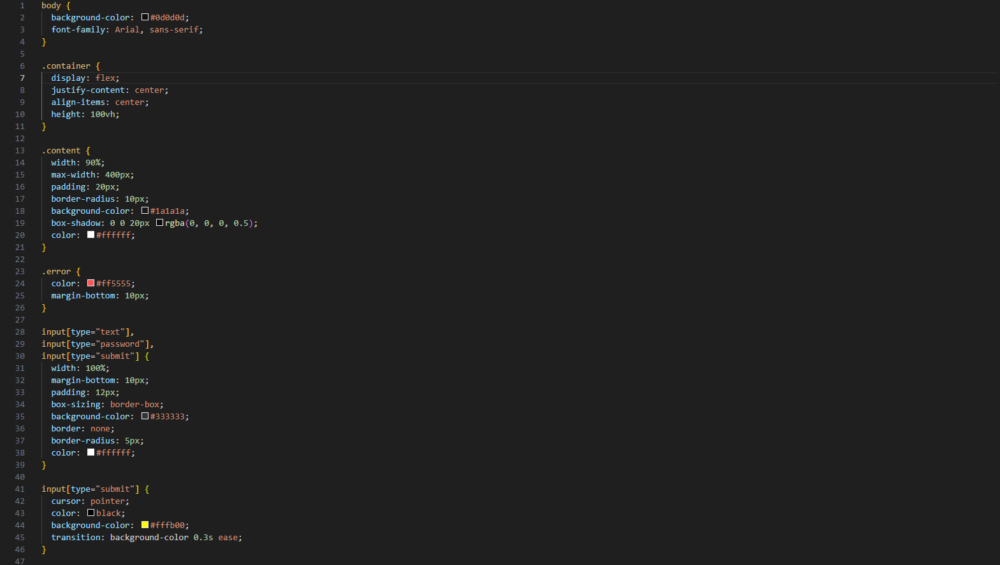 1 body {
2 background-color: #0d0d0d;
3 font-family: Arial, sans-serif;
4 }
5
6 .container {
7 display: flex;
8 justify-content: center;
9 align-items: center;
10 height: 100vh;
11 }
12
13 .content {
14 width: 90%;
15 max-width: 400px;
16 padding: 20px;
17 border-radius: 10px;
18 background-color: #1a1a1a;
19 box-shadow: 0 0 20px rgba(0, 0, 0, 0.5);
20 color: #ffffff;
21 }
22
23 .error {
24 color: #ff5555;
25 margin-bottom: 10px;
26 }
27
28 input[type="text"],
29 input[type="password"],
30 input[type="submit"] {
31 width: 100%;
32 margin-bottom: 10px;
33 padding: 12px;
34 box-sizing: border-box;
35 background-color: #333333;
36 border: none;
37 border-radius: 5px;
38 color: #ffffff;
39 }
40
41 input[type="submit"] {
42 cursor: pointer;
43 color: black;
44 background-color: #fffb00;
45 transition: background-color 0.3s ease;
46 }
47